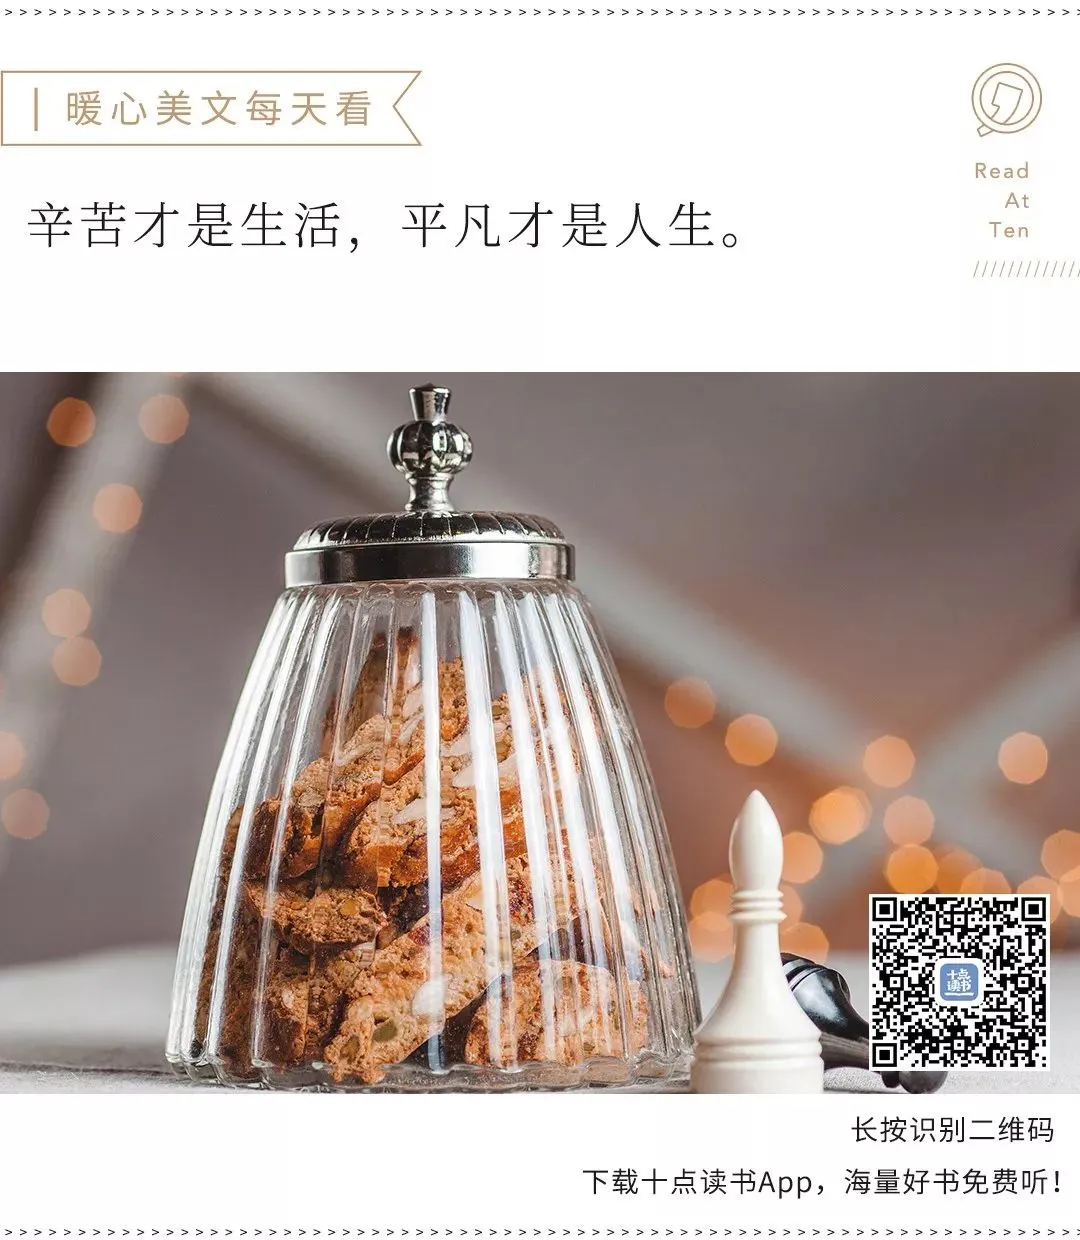 暖心美文每天看
Read
At
Ten
辛苦才是生活，平凡才是人生。
十点
读书
长按识别二维码
下载十点读书App，海量好书免费听！